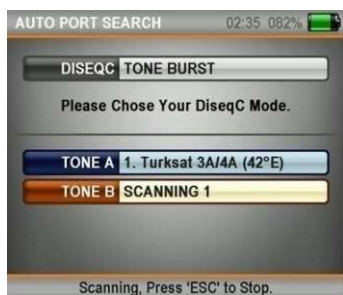 AUTO PORT SEARCH 02:35 082%
DISEQC TONE BURST
Please Chose Your DiseqC Mode.
TONE A 1. Turksat 3A/4A (42°E)
TONE B SCANNING 1
Scanning, Press 'ESC' to Stop.